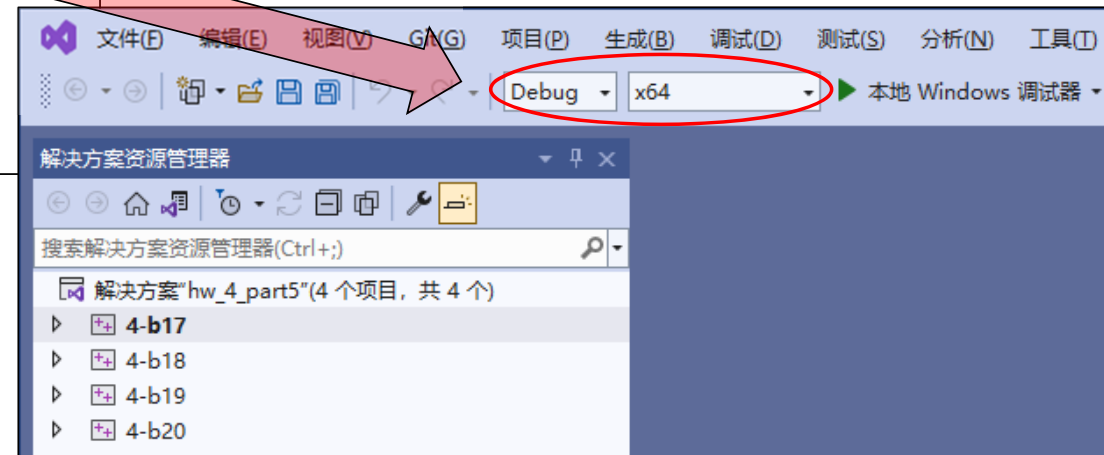 文件(F) 编辑(E) 视图(V) Git(G) 项目(P) 生成(B) 调试(D) 测试(S) 分析(N) 工具(T)
Debug x64 本地 Windows 调试器
解决方案资源管理器
搜索解决方案资源管理器(Ctrl+;)
解决方案"hw_4_part5"(4 个项目，共 4 个)
4-b17
4-b18
4-b19
4-b20